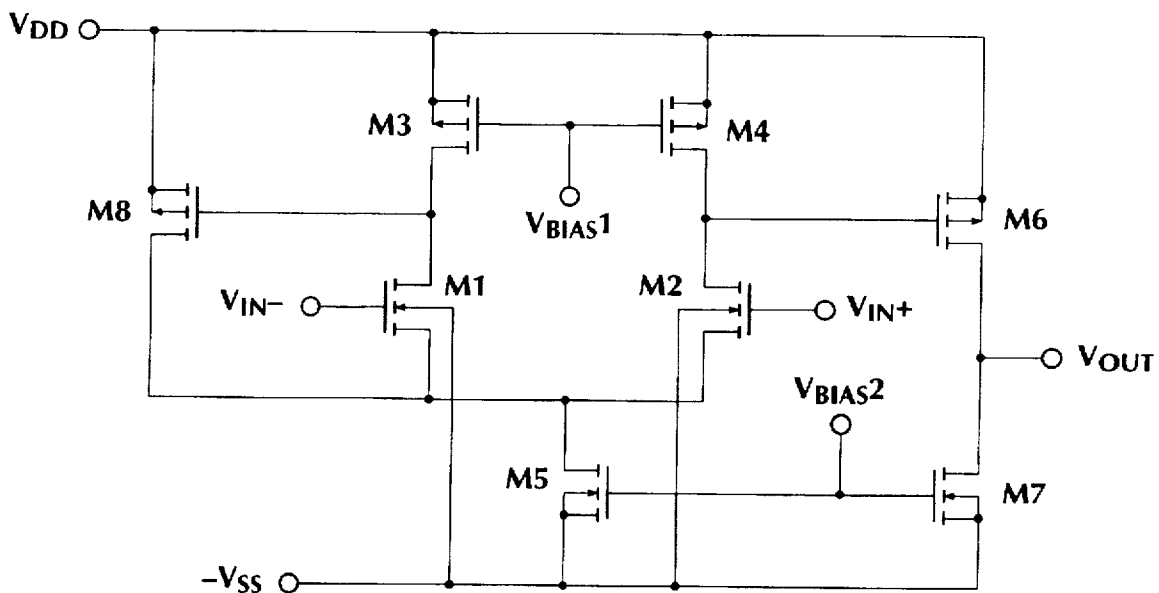 VDD
M3
M4
M8
VBIAS1
M6
VIN−
M1
M2
VIN+
VOUT
VBIAS2
M5
M7
−VSS